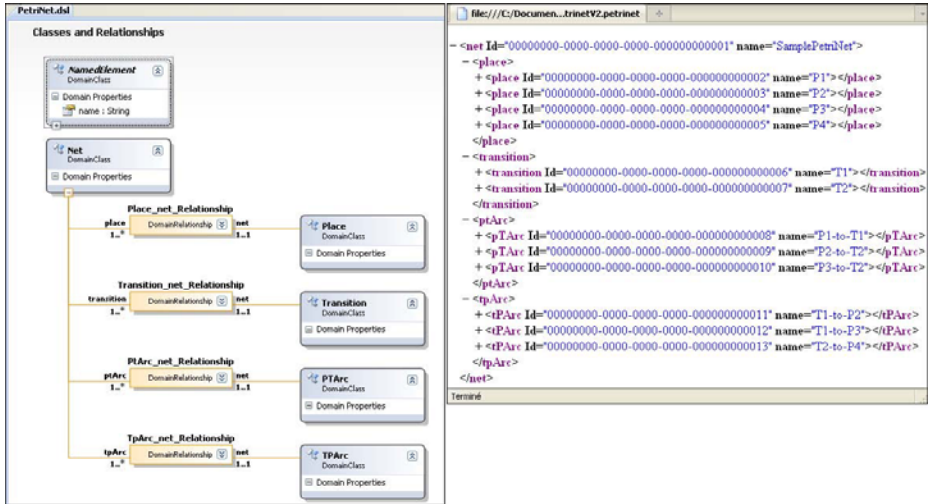 PetriNet.dsl
Classes and Relationships
NamedElement
DomainClass
Domain Properties
name : String
Net
DomainClass
Domain Properties
Place_net_Relationship
place DomainRelationship net
1..* 1..1
Place
DomainClass
Domain Properties
Transition_net_Relationship
transition DomainRelationship net
1..* 1..1
Transition
DomainClass
Domain Properties
PtArc_net_Relationship
ptArc DomainRelationship net
1..* 1..1
PTArc
DomainClass
Domain Properties
TpArc_net_Relationship
tpArc DomainRelationship net
1..* 1..1
TPArc
DomainClass
Domain Properties
file:///C:/Documen...trinetV2.petrinet
- <net Id="00000000-0000-0000-0000-000000000001" name="SamplePetriNet">
- <place>
+ <place Id="00000000-0000-0000-0000-000000000002" name="P1"></place>
+ <place Id="00000000-0000-0000-0000-000000000003" name="P2"></place>
+ <place Id="00000000-0000-0000-0000-000000000004" name="P3"></place>
+ <place Id="00000000-0000-0000-0000-000000000005" name="P4"></place>
</place>
- <transition>
+ <transition Id="00000000-0000-0000-0000-000000000006" name="T1"></transition>
+ <transition Id="00000000-0000-0000-0000-000000000007" name="T2"></transition>
</transition>
- <ptArc>
+ <pTArc Id="00000000-0000-0000-0000-000000000008" name="P1-to-T1"></pTArc>
+ <pTArc Id="00000000-0000-0000-0000-000000000009" name="P2-to-T2"></pTArc>
+ <pTArc Id="00000000-0000-0000-0000-000000000010" name="P3-to-T2"></pTArc>
</ptArc>
- <tpArc>
+ <tPArc Id="00000000-0000-0000-0000-000000000011" name="T1-to-P2"></tPArc>
+ <tPArc Id="00000000-0000-0000-0000-000000000012" name="T1-to-P3"></tPArc>
+ <tPArc Id="00000000-0000-0000-0000-000000000013" name="T2-to-P4"></tPArc>
</tpArc>
</net>
Terminé